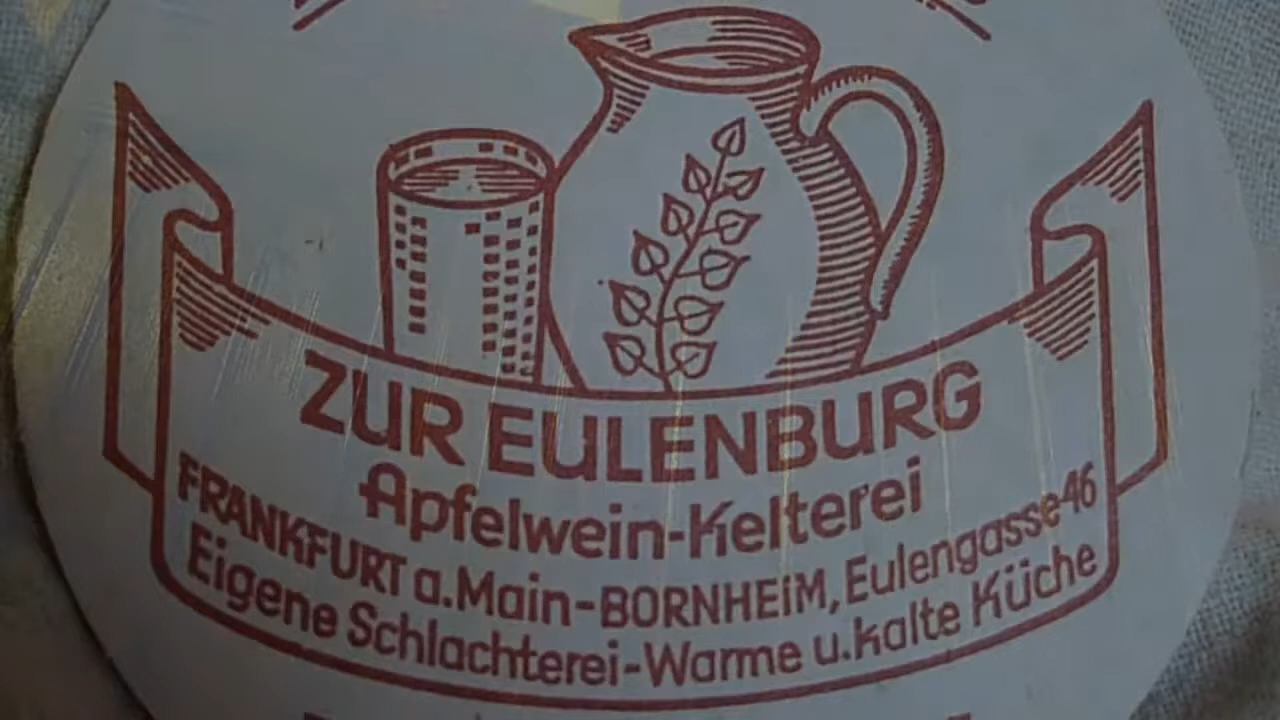 ZUR EULENBURG
Apfelwein-Kelterei
FRANKFURT a.Main-BORNHEIM, Eulengasse 46
Eigene Schlachterei-Warme u.kalte Küche